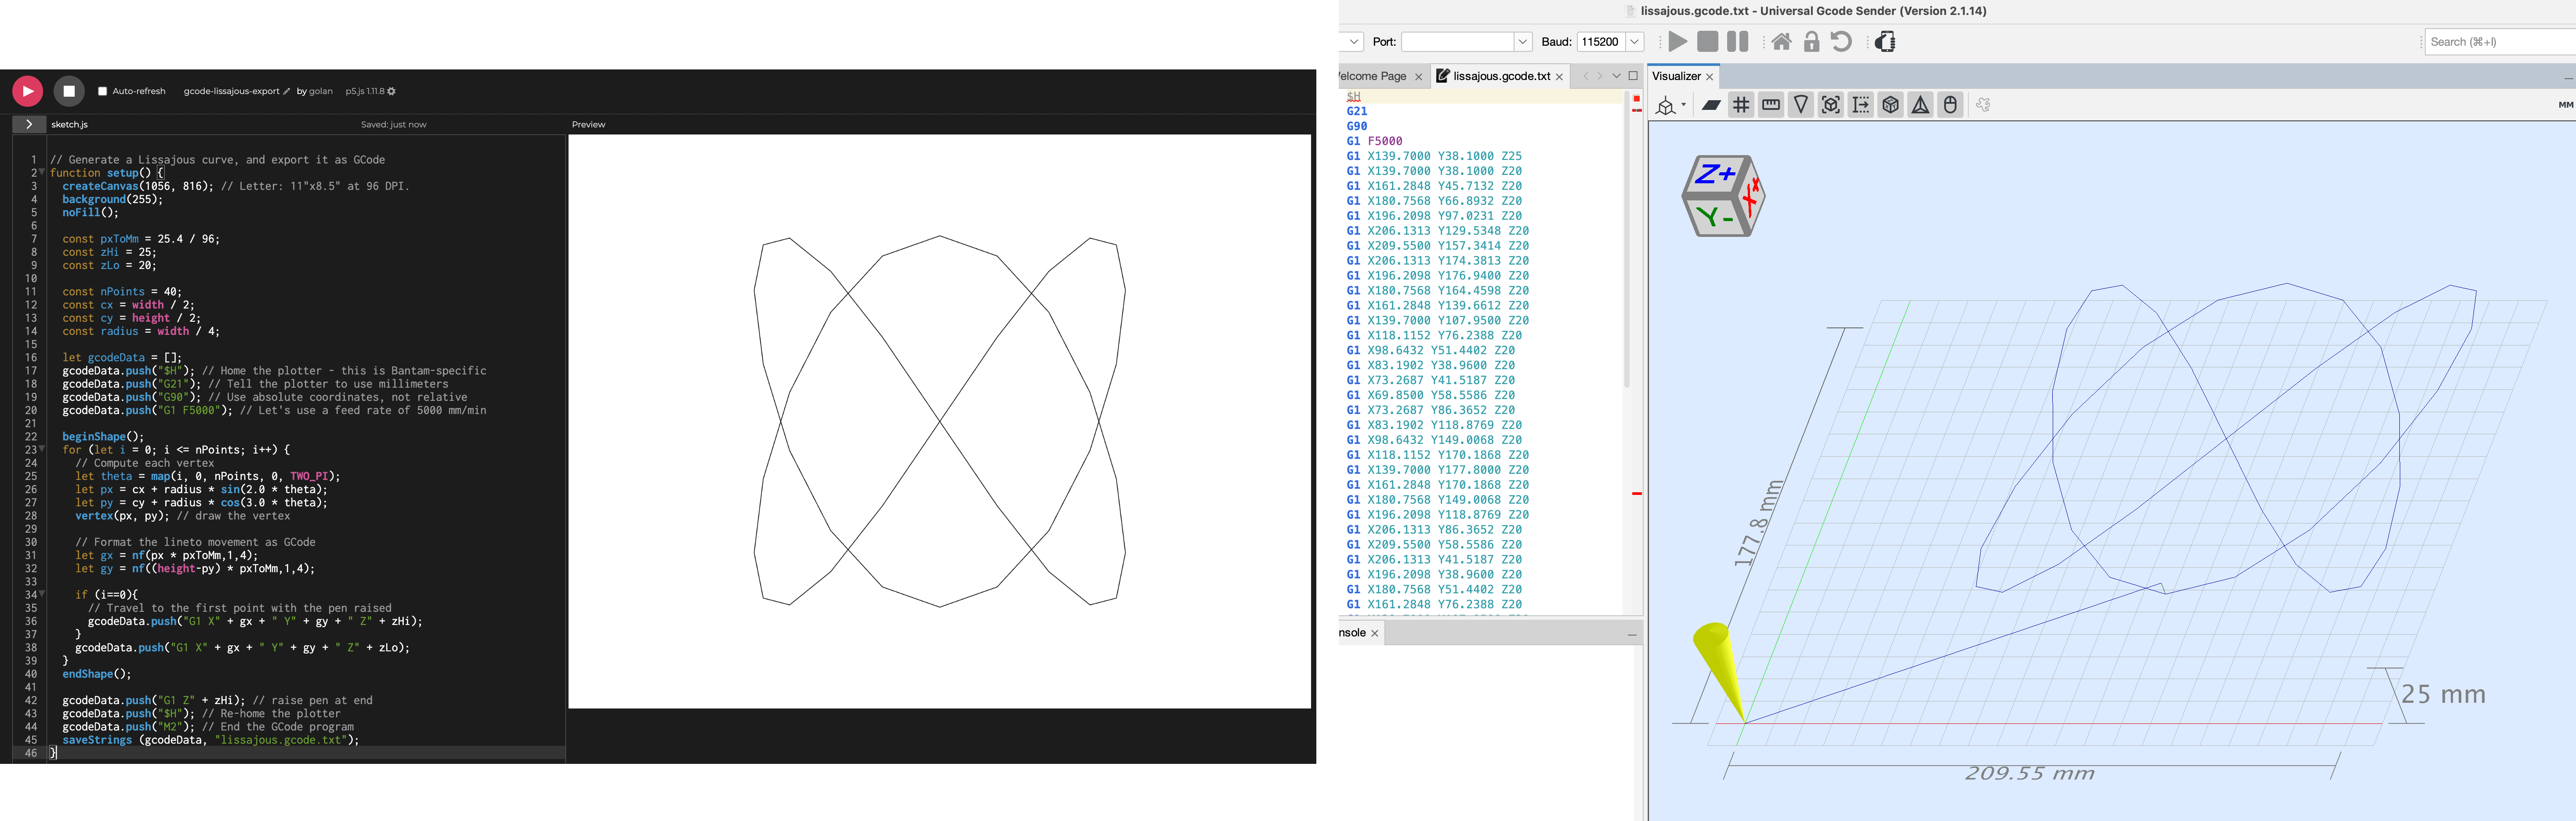 Auto-refresh
gcode-lissajous-export
by golan
p5.js 1.11.8
sketch.js
Saved: just now
Preview
1 // Generate a Lissajous curve, and export it as GCode
2 function setup() {
3 createCanvas(1056, 816); // Letter: 11"x8.5" at 96 DPI.
4 background(255);
5 noFill();
6
7 const pxToMm = 25.4 / 96;
8 const zHi = 25;
9 const zLo = 20;
10
11 const nPoints = 40;
12 const cx = width / 2;
13 const cy = height / 2;
14 const radius = width / 4;
15
16 let gcodeData = [];
17 gcodeData.push("$H"); // Home the plotter - this is Bantam-specific
18 gcodeData.push("G21"); // Tell the plotter to use millimeters
19 gcodeData.push("G90"); // Use absolute coordinates, not relative
20 gcodeData.push("G1 F5000"); // Let's use a feed rate of 5000 mm/min
21
22 beginShape();
23 for (let i = 0; i <= nPoints; i++) {
24 // Compute each vertex
25 let theta = map(i, 0, nPoints, 0, TWO_PI);
26 let px = cx + radius * sin(2.0 * theta);
27 let py = cy + radius * cos(3.0 * theta);
28 vertex(px, py); // draw the vertex
29
30 // Format the lineto movement as GCode
31 let gx = nf(px * pxToMm,1,4);
32 let gy = nf((height-py) * pxToMm,1,4);
33
34 if (i==0){
35 // Travel to the first point with the pen raised
36 gcodeData.push("G1 X" + gx + " Y" + gy + " Z" + zHi);
37 }
38 gcodeData.push("G1 X" + gx + " Y" + gy + " Z" + zLo);
39 }
40 endShape();
41
42 gcodeData.push("G1 Z" + zHi); // raise pen at end
43 gcodeData.push("$H"); // Re-home the plotter
44 gcodeData.push("M2"); // End the GCode program
45 saveStrings (gcodeData, "lissajous.gcode.txt");
46 }
lissajous.gcode.txt - Universal Gcode Sender (Version 2.1.14)
Port:
Baud: 115200
Search (⌘+I)
elcome Page
lissajous.gcode.txt
Visualizer
MM
$H
G21
G90
G1 F5000
G1 X139.7000 Y38.1000 Z25
G1 X139.7000 Y38.1000 Z20
G1 X161.2848 Y45.7132 Z20
G1 X180.7568 Y66.8932 Z20
G1 X196.2098 Y97.0231 Z20
G1 X206.1313 Y129.5348 Z20
G1 X209.5500 Y157.3414 Z20
G1 X206.1313 Y174.3813 Z20
G1 X196.2098 Y176.9400 Z20
G1 X180.7568 Y164.4598 Z20
G1 X161.2848 Y139.6612 Z20
G1 X139.7000 Y107.9500 Z20
G1 X118.1152 Y76.2388 Z20
G1 X98.6432 Y51.4402 Z20
G1 X83.1902 Y38.9600 Z20
G1 X73.2687 Y41.5187 Z20
G1 X69.8500 Y58.5586 Z20
G1 X73.2687 Y86.3652 Z20
G1 X83.1902 Y118.8769 Z20
G1 X98.6432 Y149.0068 Z20
G1 X118.1152 Y170.1868 Z20
G1 X139.7000 Y177.8000 Z20
G1 X161.2848 Y170.1868 Z20
G1 X180.7568 Y149.0068 Z20
G1 X196.2098 Y118.8769 Z20
G1 X206.1313 Y86.3652 Z20
G1 X209.5500 Y58.5586 Z20
G1 X206.1313 Y41.5187 Z20
G1 X196.2098 Y38.9600 Z20
G1 X180.7568 Y51.4402 Z20
G1 X161.2848 Y76.2388 Z20
nsole
Z+
Y-
X+
177.8 mm
25 mm
209.55 mm